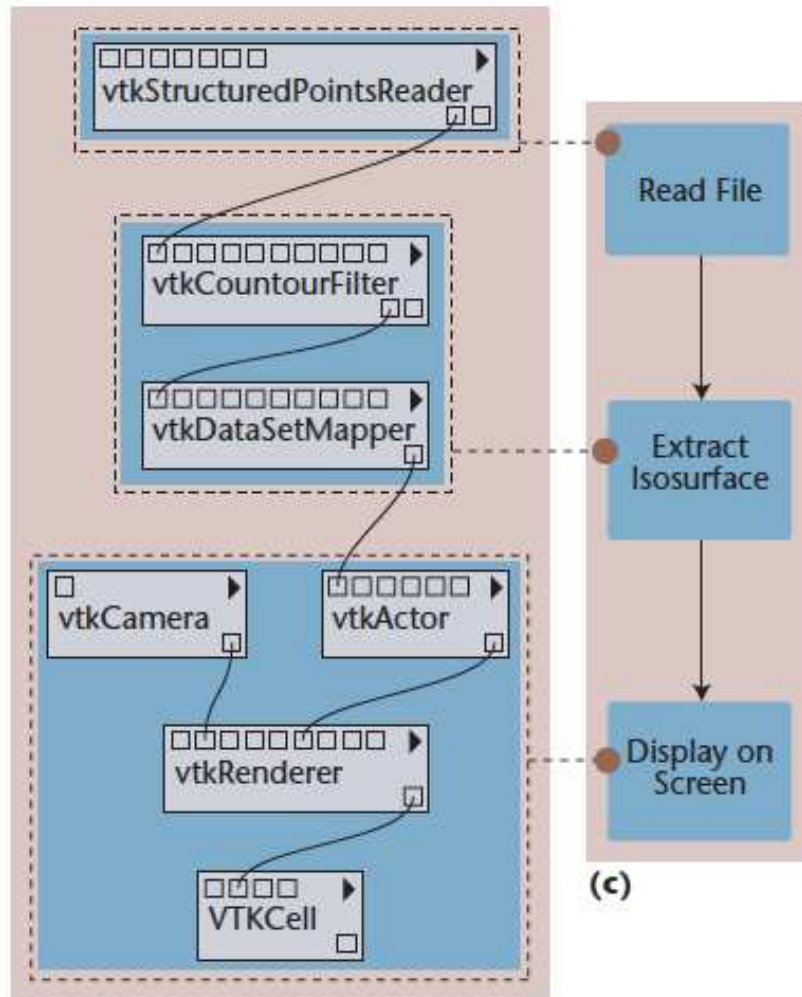 vtkStructuredPointsReader
Read File
vtkCountourFilter
vtkDataSetMapper
Extract
Isosurface
vtkCamera
vtkActor
vtkRenderer
Display on
Screen
VTKCell
(c)